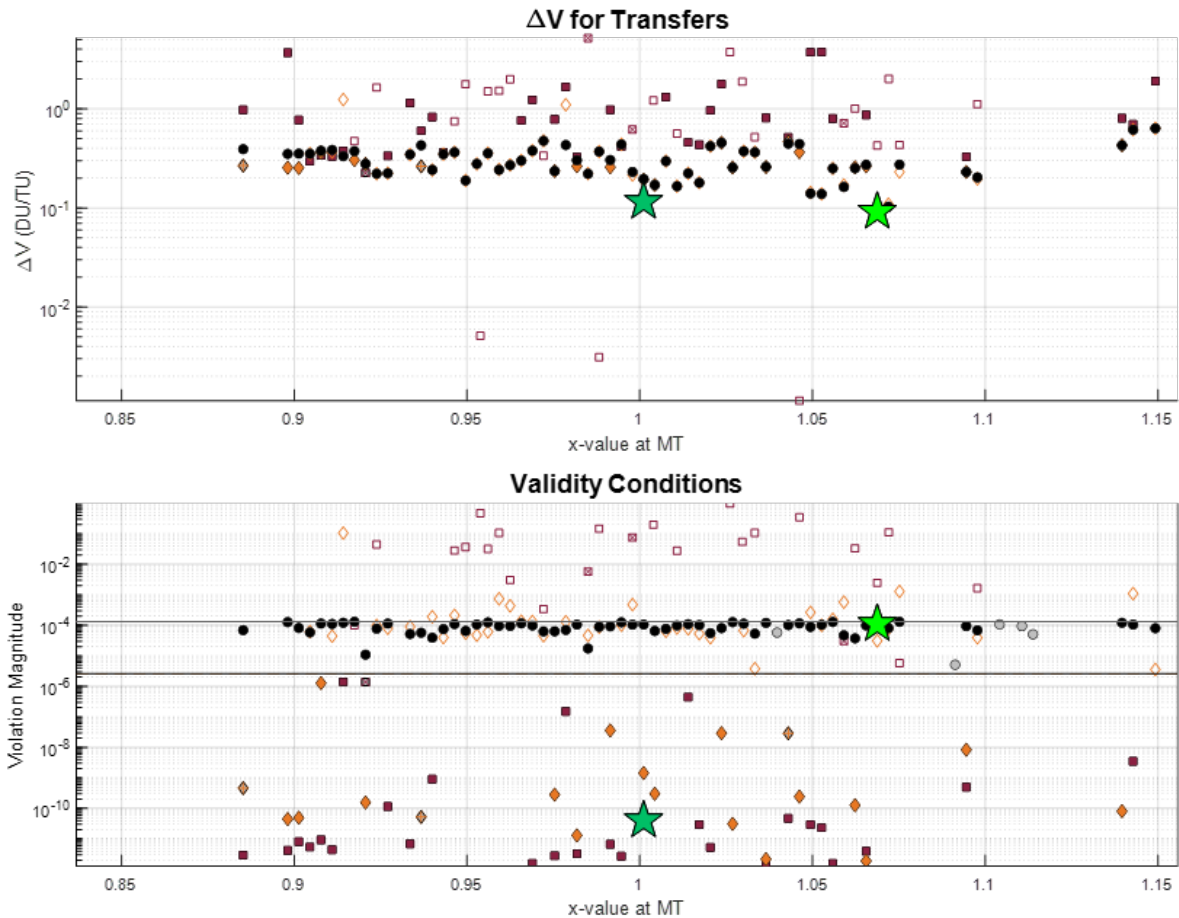 ΔV for Transfers
10^0
10^-1
10^-2
ΔV (DU/TU)
0.85 0.9 0.95 1 1.05 1.1 1.15
x-value at MT
Validity Conditions
10^-2
10^-4
10^-6
10^-8
10^-10
Violation Magnitude
0.85 0.9 0.95 1 1.05 1.1 1.15
x-value at MT